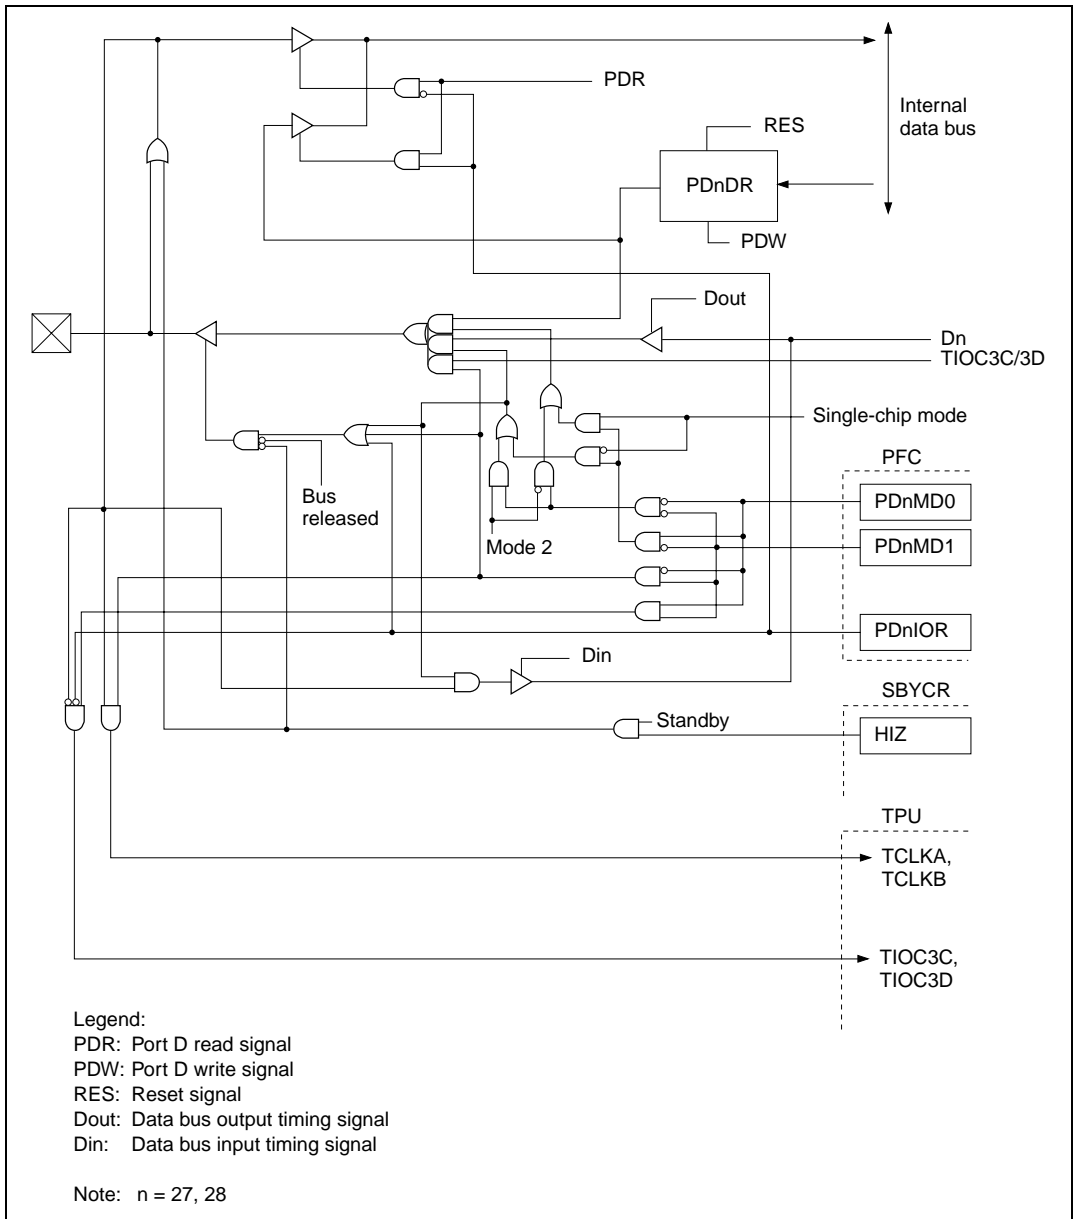 PDR
Internal
data bus
RES
PDnDR
PDW
Dout
Dn
TIOC3C/3D
Single-chip mode
PFC
Bus
released
PDnMD0
Mode 2
PDnMD1
PDnIOR
Din
SBYCR
Standby
HIZ
TPU
TCLKA,
TCLKB
TIOC3C,
TIOC3D
Legend:
PDR: Port D read signal
PDW: Port D write signal
RES: Reset signal
Dout: Data bus output timing signal
Din: Data bus input timing signal
Note: n = 27, 28